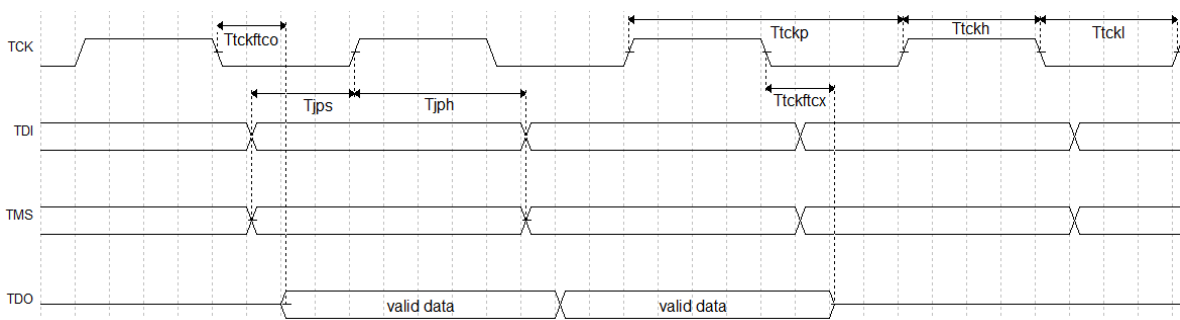 Ttckftco
Ttckp
Ttckh
Ttckl
TCK
Tjps
Tjph
Ttckftcx
TDI
TMS
TDO
valid data
valid data